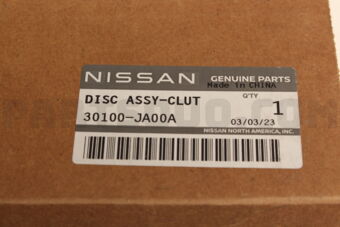 NISSAN GENUINE PARTS
Made in CHINA
DISC ASSY-CLUT Q'TY
30100-JA00A 1
03/03/23
NISSAN NORTH AMERICA, INC.